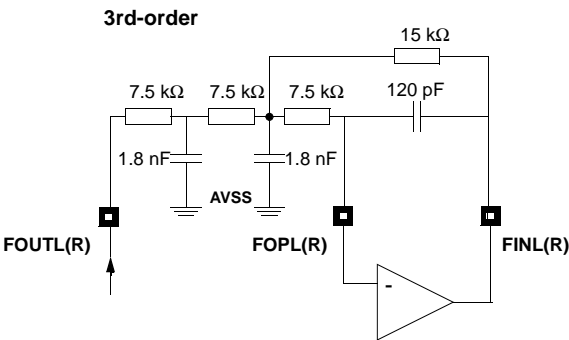 3rd-order
15 kΩ
7.5 kΩ 7.5 kΩ 7.5 kΩ 120 pF
1.8 nF 1.8 nF
AVSS
FOUTL(R) FOPL(R) FINL(R)
-